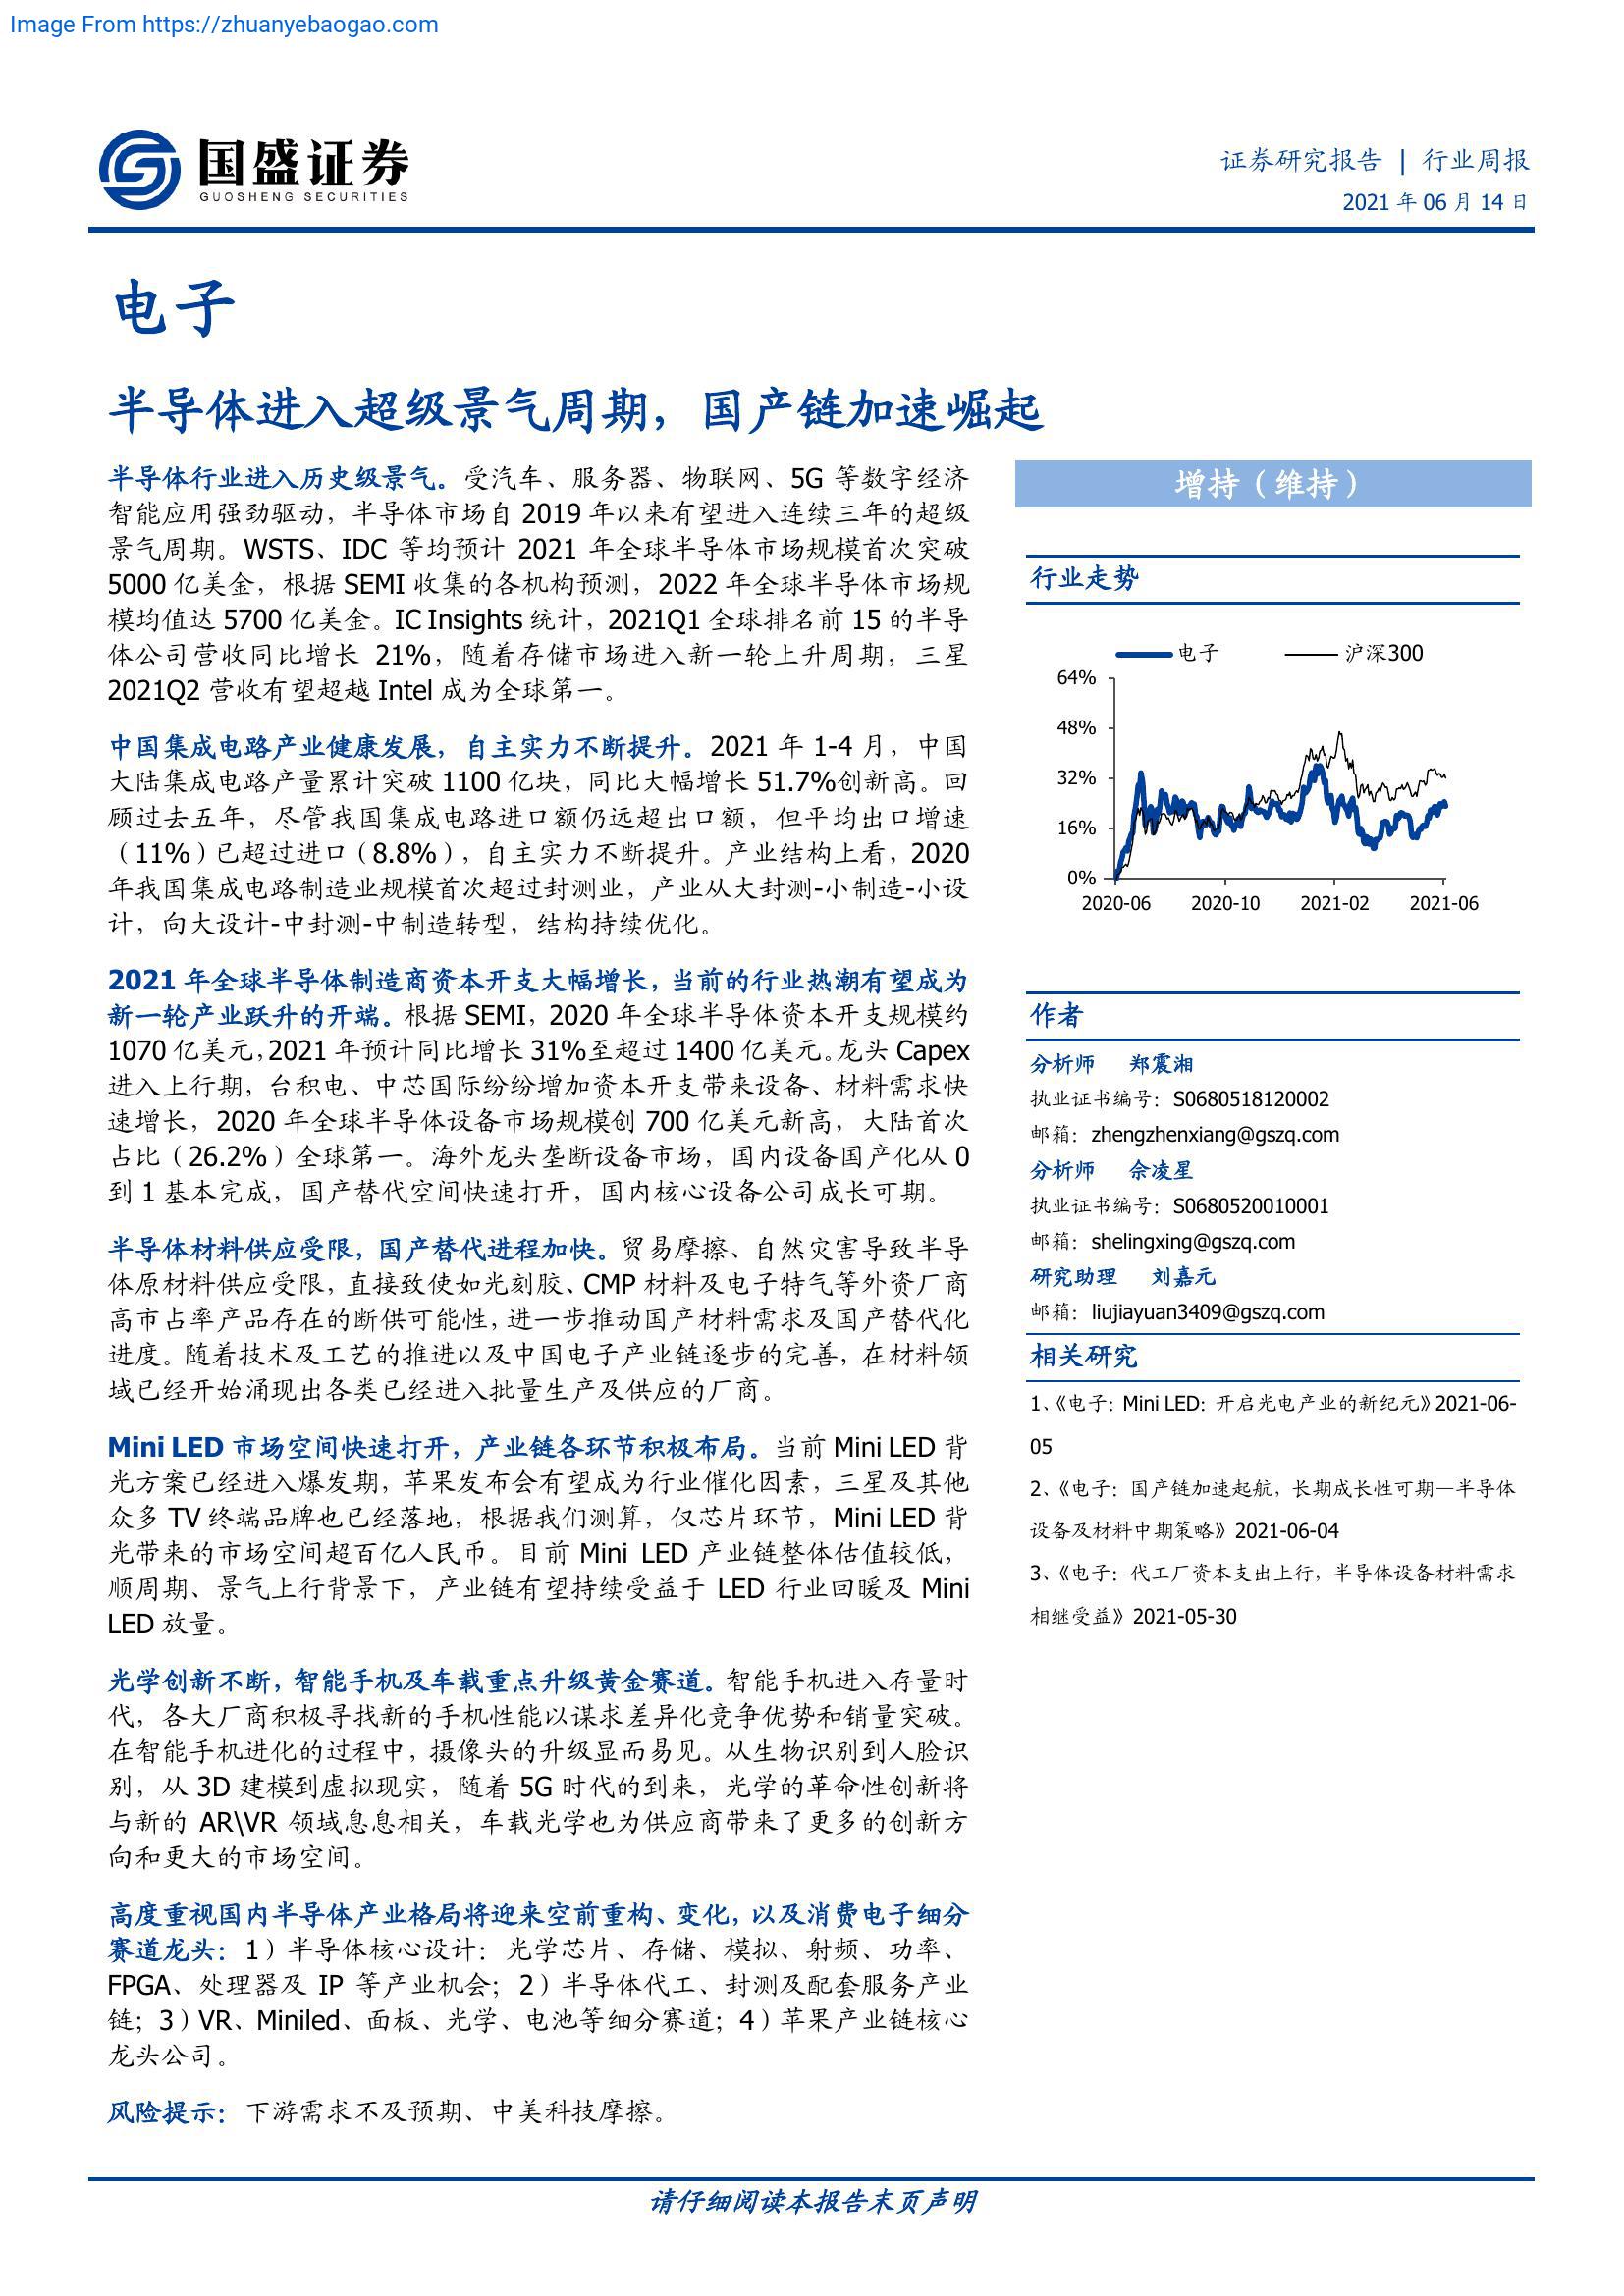 Image From https://zhuanyebaogao.com
国盛证券
GUOSHENG SECURITIES
证券研究报告 | 行业周报
2021 年 06 月 14 日
电子
半导体进入超级景气周期，国产链加速崛起
半导体行业进入历史级景气。受汽车、服务器、物联网、5G 等数字经济
智能应用强劲驱动，半导体市场自 2019 年以来有望进入连续三年的超级
景气周期。WSTS、IDC 等均预计 2021 年全球半导体市场规模首次突破
5000 亿美金，根据 SEMI 收集的各机构预测，2022 年全球半导体市场规
模均值达 5700 亿美金。IC Insights 统计，2021Q1 全球排名前 15 的半导
体公司营收同比增长 21%，随着存储市场进入新一轮上升周期，三星
2021Q2 营收有望超越 Intel 成为全球第一。
中国集成电路产业健康发展，自主实力不断提升。2021 年 1-4 月，中国
大陆集成电路产量累计突破 1100 亿块，同比大幅增长 51.7%创新高。回
顾过去五年，尽管我国集成电路进口额仍远超出口额，但平均出口增速
（11%）已超过进口（8.8%），自主实力不断提升。产业结构上看，2020
年我国集成电路制造业规模首次超过封测业，产业从大封测-小制造-小设
计，向大设计-中封测-中制造转型，结构持续优化。
2021 年全球半导体制造商资本开支大幅增长，当前的行业热潮有望成为
新一轮产业跃升的开端。根据 SEMI，2020 年全球半导体资本开支规模约
1070 亿美元，2021 年预计同比增长 31%至超过 1400 亿美元。龙头 Capex
进入上行期，台积电、中芯国际纷纷增加资本开支带来设备、材料需求快
速增长，2020 年全球半导体设备市场规模创 700 亿美元新高，大陆首次
占比（26.2%）全球第一。海外龙头垄断设备市场，国内设备国产化从 0
到 1 基本完成，国产替代空间快速打开，国内核心设备公司成长可期。
半导体材料供应受限，国产替代进程加快。贸易摩擦、自然灾害导致半导
体原材料供应受限，直接致使如光刻胶、CMP 材料及电子特气等外资厂商
高市占率产品存在的断供可能性，进一步推动国产材料需求及国产替代化
进度。随着技术及工艺的推进以及中国电子产业链逐步的完善，在材料领
域已经开始涌现出各类已经进入批量生产及供应的厂商。
Mini LED 市场空间快速打开，产业链各环节积极布局。当前 Mini LED 背
光方案已经进入爆发期，苹果发布会有望成为行业催化因素，三星及其他
众多 TV 终端品牌也已经落地，根据我们测算，仅芯片环节，Mini LED 背
光带来的市场空间超百亿人民币。目前 Mini LED 产业链整体估值较低，
顺周期、景气上行背景下，产业链有望持续受益于 LED 行业回暖及 Mini
LED 放量。
光学创新不断，智能手机及车载重点升级黄金赛道。智能手机进入存量时
代，各大厂商积极寻找新的手机性能以谋求差异化竞争优势和销量突破。
在智能手机进化的过程中，摄像头的升级显而易见。从生物识别到人脸识
别，从 3D 建模到虚拟现实，随着 5G 时代的到来，光学的革命性创新将
与新的 AR\VR 领域息息相关，车载光学也为供应商带来了更多的创新方
向和更大的市场空间。
高度重视国内半导体产业格局将迎来空前重构、变化，以及消费电子细分
赛道龙头：1）半导体核心设计：光学芯片、存储、模拟、射频、功率、
FPGA、处理器及 IP 等产业机会；2）半导体代工、封测及配套服务产业
链；3）VR、Miniled、面板、光学、电池等细分赛道；4）苹果产业链核心
龙头公司。
风险提示：下游需求不及预期、中美科技摩擦。
增持（维持）
行业走势
电子 沪深300
64%
48%
32%
16%
0%
2020-06 2020-10 2021-02 2021-06
作者
分析师 郑震湘
执业证书编号：S0680518120002
邮箱：zhengzhenxiang@gszq.com
分析师 佘凌星
执业证书编号：S0680520010001
邮箱：shelingxing@gszq.com
研究助理 刘嘉元
邮箱：liujiayuan3409@gszq.com
相关研究
1、《电子：Mini LED：开启光电产业的新纪元》2021-06-
05
2、《电子：国产链加速起航，长期成长性可期—半导体
设备及材料中期策略》2021-06-04
3、《电子：代工厂资本支出上行，半导体设备材料需求
相继受益》2021-05-30
请仔细阅读本报告末页声明